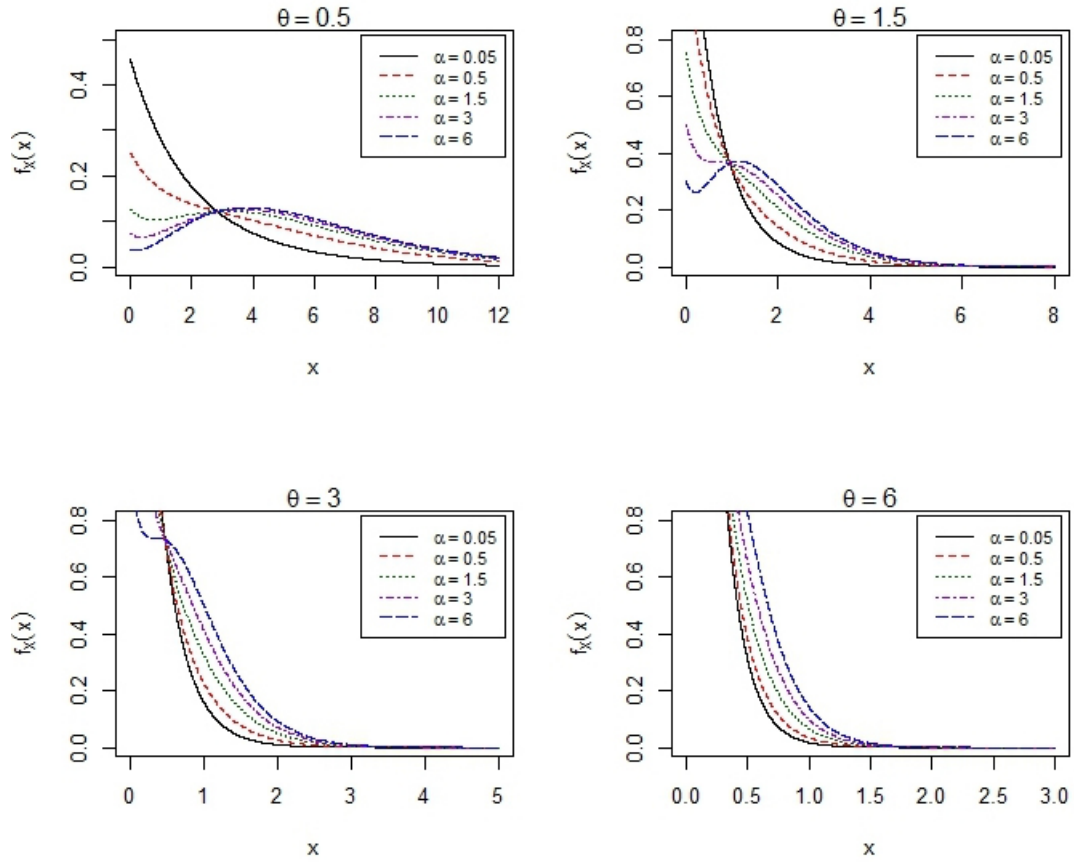 θ = 0.5
α = 0.05
α = 0.5
α = 1.5
α = 3
α = 6
fX(x)
0.0 0.2 0.4
0 2 4 6 8 10 12
x
θ = 1.5
α = 0.05
α = 0.5
α = 1.5
α = 3
α = 6
fX(x)
0.0 0.2 0.4 0.6 0.8
0 2 4 6 8
x
θ = 3
α = 0.05
α = 0.5
α = 1.5
α = 3
α = 6
fX(x)
0.0 0.2 0.4 0.6 0.8
0 1 2 3 4 5
x
θ = 6
α = 0.05
α = 0.5
α = 1.5
α = 3
α = 6
fX(x)
0.0 0.2 0.4 0.6 0.8
0.0 0.5 1.0 1.5 2.0 2.5 3.0
x